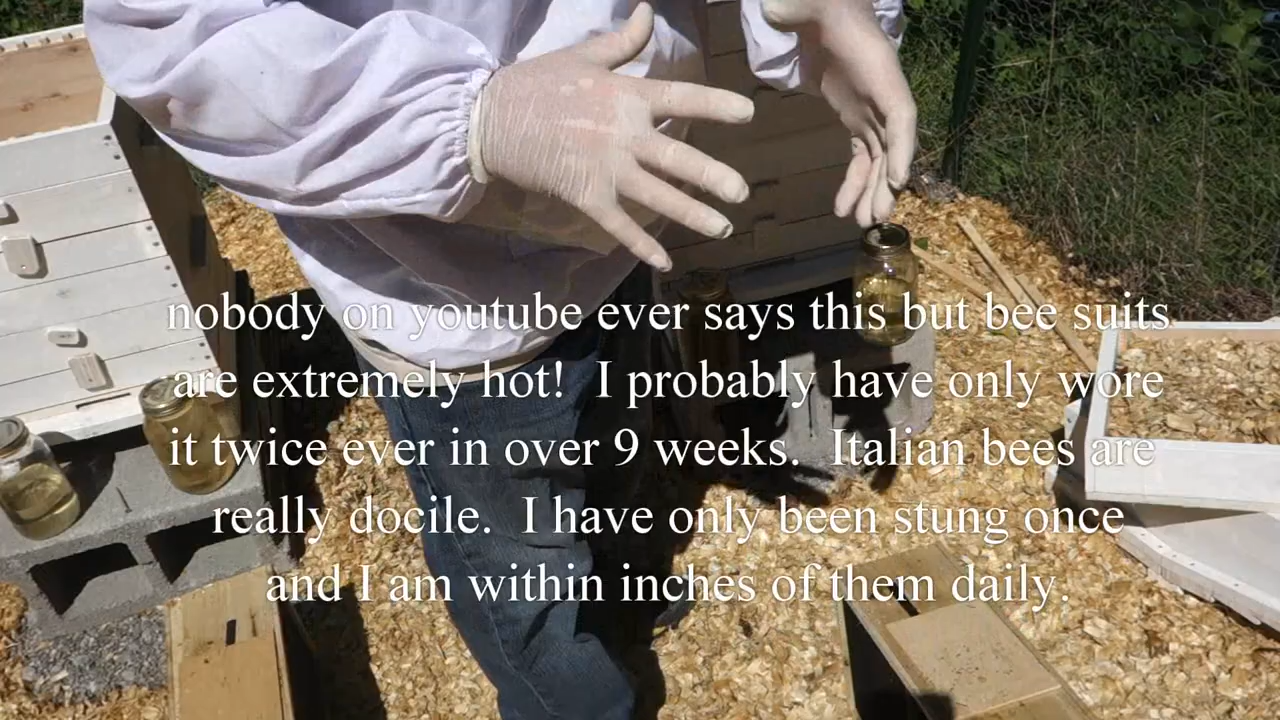 nobody on youtube ever says this but bee suits
are extremely hot!  I probably have only wore
it twice ever in over 9 weeks.  Italian bees are
really docile.  I have only been stung once
and I am within inches of them daily.